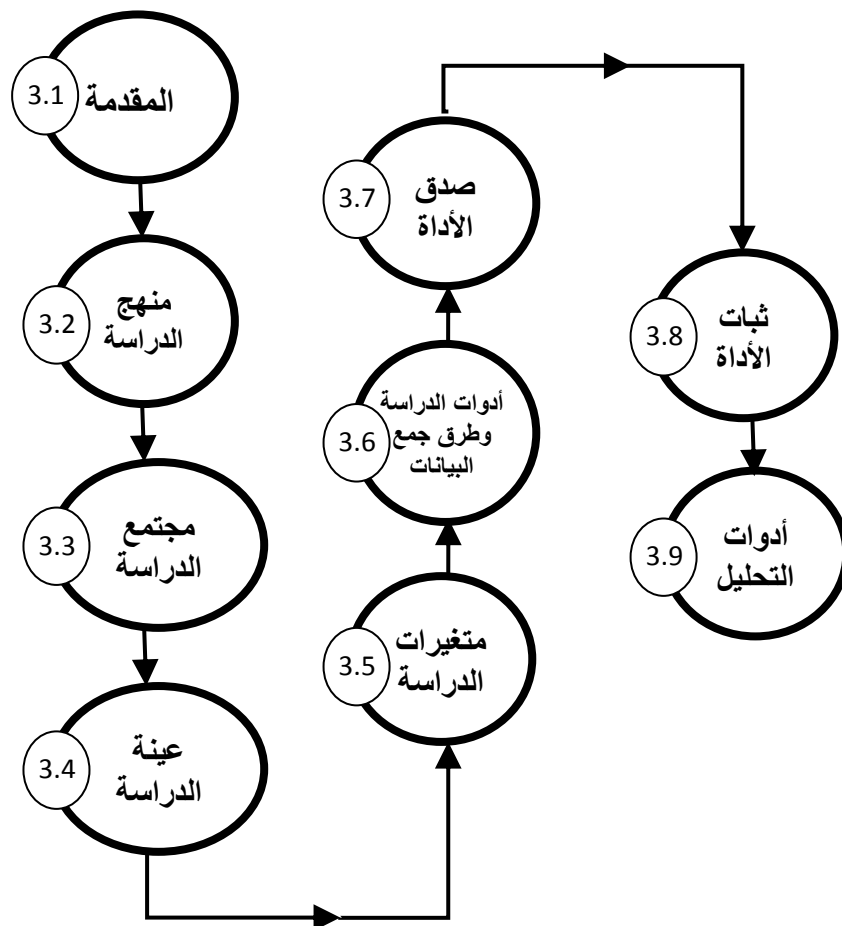 3.1
المقدمة
3.2
منهج
الدراسة
3.3
مجتمع
الدراسة
3.4
عينة
الدراسة
3.5
متغيرات
الدراسة
3.6
أدوات الدراسة
وطرق جمع
البيانات
3.7
صدق
الأداة
3.8
ثبات
الأداة
3.9
أدوات
التحليل